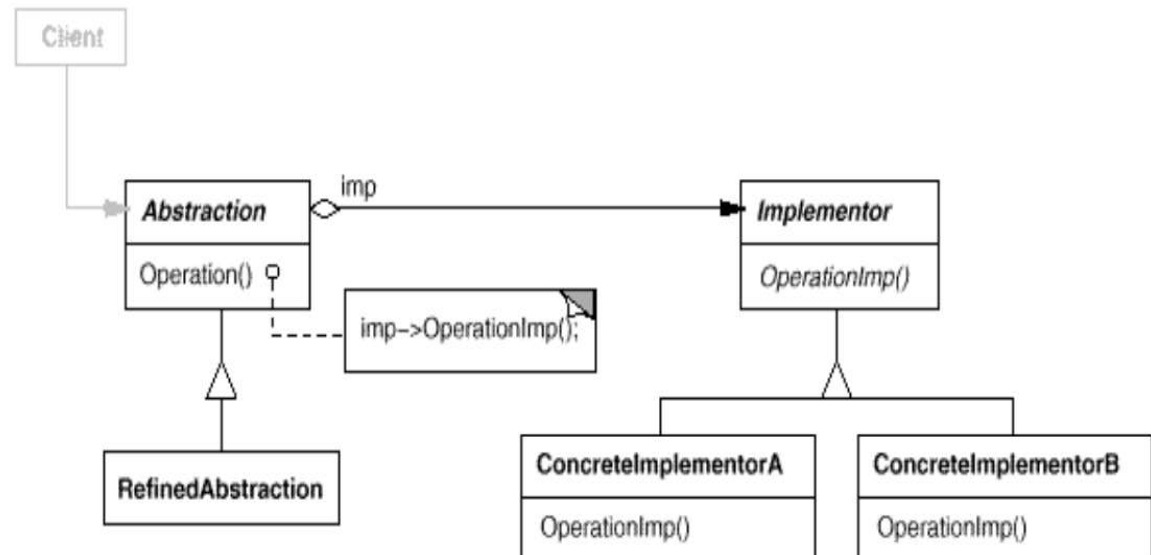 Client
imp
Abstraction
Implementor
Operation()
OperationImp()
imp->OperationImp();
RefinedAbstraction
ConcreteImplementorA
ConcreteImplementorB
OperationImp()
OperationImp()